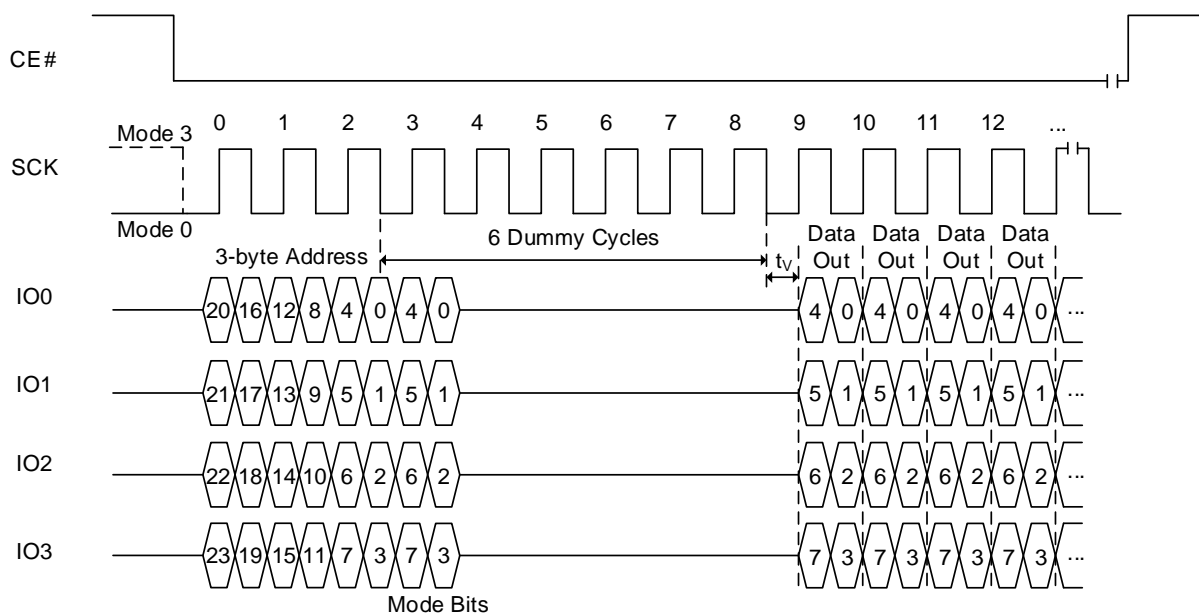 CE#
0 1 2 3 4 5 6 7 8 9 10 11 12 ...
Mode 3
SCK
Mode 0
6 Dummy Cycles
Data Data Data Data
3-byte Address
tV
Out Out Out Out
IO0 20 16 12 8 4 0 4 0 4 0 4 0 4 0 4 0 ...
IO1 21 17 13 9 5 1 5 1 5 1 5 1 5 1 5 1 ...
IO2 22 18 14 10 6 2 6 2 6 2 6 2 6 2 6 2 ...
IO3 23 19 15 11 7 3 7 3 7 3 7 3 7 3 7 3 ...
Mode Bits